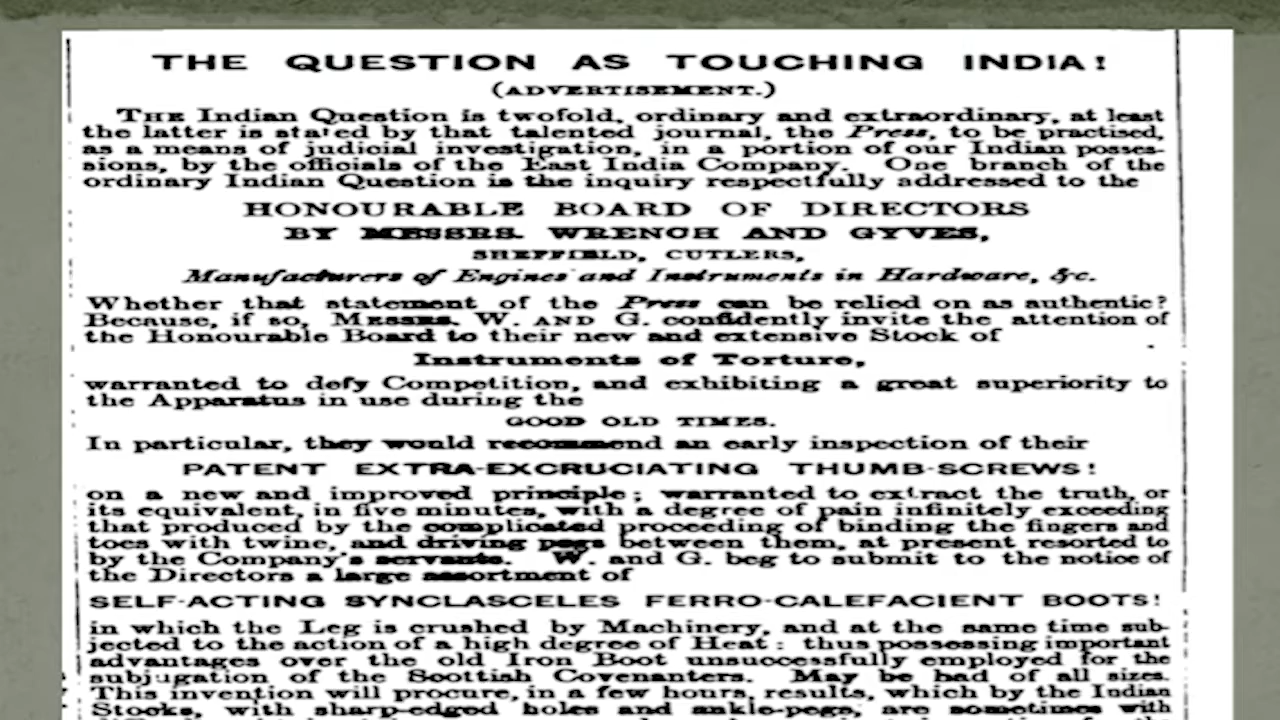 THE QUESTION AS TOUCHING INDIA!
(ADVERTISEMENT.)
THE Indian Question is twofold, ordinary and extraordinary, at least
the latter is stated by that talented journal, the Press, to be practised,
as a means of judicial investigation, in a portion of our Indian posses-
sions, by the officials of the East India Company. One branch of the
ordinary Indian Question is the inquiry respectfully addressed to the
HONOURABLE BOARD OF DIRECTORS
BY MESSRS. WRENCH AND GYVES,
SHEFFIELD, CUTLERS,
Manufacturers of Engines and Instruments in Hardware, &c.
Whether that statement of the Press can be relied on as authentic?
Because, if so, MESSRS. W. AND G. confidently invite the attention of
the Honourable Board to their new and extensive Stock of
Instruments of Torture,
warranted to defy Competition, and exhibiting a great superiority to
the Apparatus in use during the
GOOD OLD TIMES.
In particular, they would recommend an early inspection of their
PATENT EXTRA-EXCRUCIATING THUMB-SCREWS!
on a new and improved principle; warranted to extract the truth, or
its equivalent, in five minutes, with a degree of pain infinitely exceeding
that produced by the complicated proceeding of binding the fingers and
toes with twine, and driving pegs between them, at present resorted to
by the Company's servants. W. and G. beg to submit to the notice of
the Directors a large assortment of
SELF-ACTING SYNCLASCELES FERRO-CALEFACIENT BOOTS!
in which the Leg is crushed by Machinery, and at the same time sub-
jected to the action of a high degree of Heat: thus possessing important
advantages over the old Iron Boot unsuccessfully employed for the
subjugation of the Scottish Covenanters. May be had of all sizes.
This invention will procure, in a few hours, results, which by the Indian
Stocks, with sharp-edged holes and ankle-pegs, are sometimes with